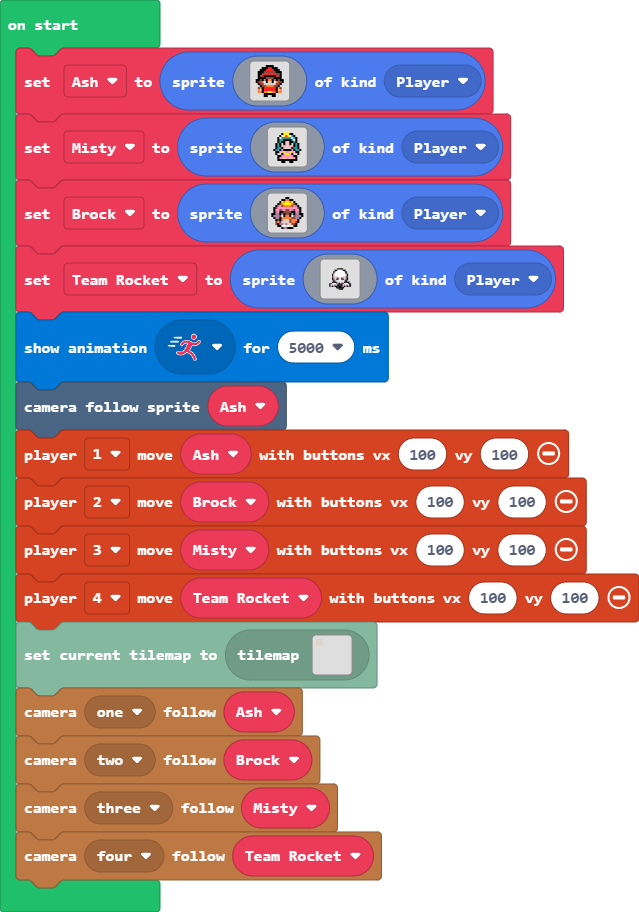 on start
set Ash to sprite of kind Player
set Misty to sprite of kind Player
set Brock to sprite of kind Player
set Team Rocket to sprite of kind Player
show animation for 5000 ms
camera follow sprite Ash
player 1 move Ash with buttons vx 100 vy 100
player 2 move Brock with buttons vx 100 vy 100
player 3 move Misty with buttons vx 100 vy 100
player 4 move Team Rocket with buttons vx 100 vy 100
set current tilemap to tilemap
camera one follow Ash
camera two follow Brock
camera three follow Misty
camera four follow Team Rocket